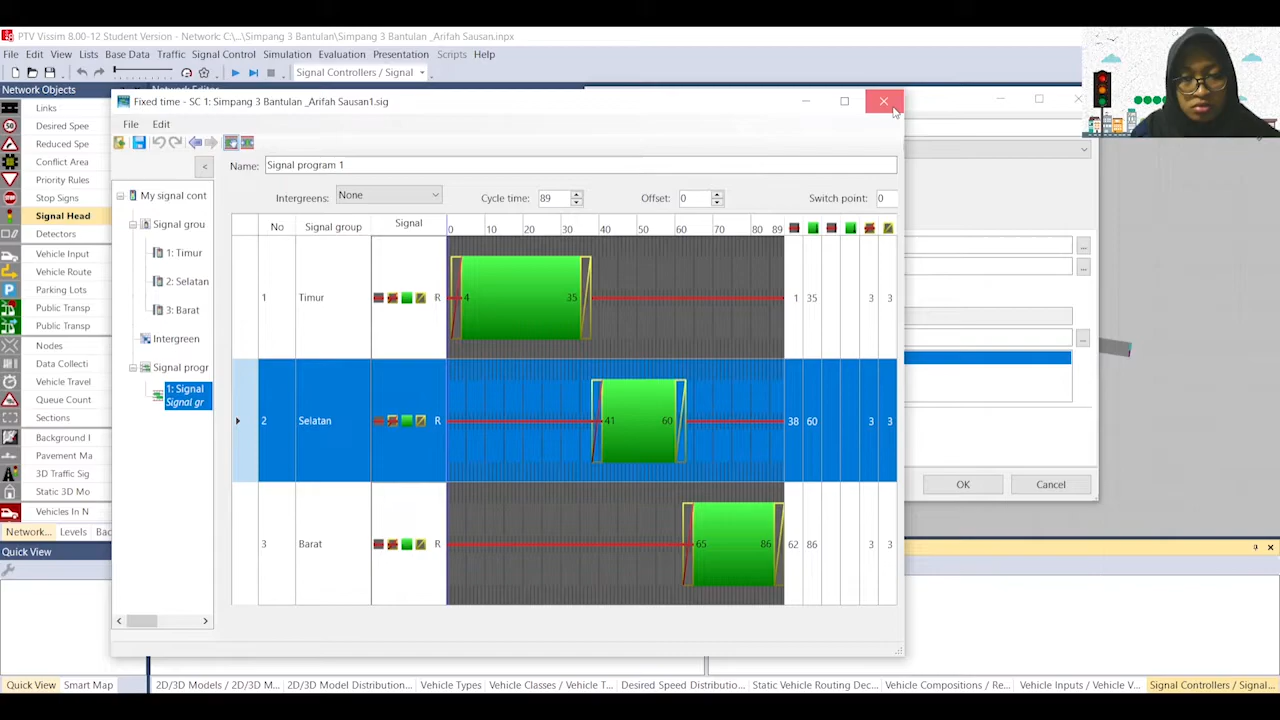 PTV Vissim 8.00-12 Student Version - Network: C:\...\Simpang 3 Bantulan\Simpang 3 Bantulan _Arifah Sausan.inpx
File Edit View Lists Base Data Traffic Signal Control Simulation Evaluation Presentation Scripts Help
Signal Controllers / Signal
Network Objects
Links
Desired Spee
Reduced Spe
Conflict Area
Priority Rules
Stop Signs
Signal Head
Detectors
Vehicle Input
Vehicle Route
Parking Lots
Public Transp
Public Transp
Nodes
Data Collecti
Vehicle Travel
Queue Count
Sections
Background I
Pavement Ma
3D Traffic Sig
Static 3D Mo
Vehicles In N
Network... Levels Bac
Quick View
Fixed time - SC 1: Simpang 3 Bantulan _Arifah Sausan1.sig
File Edit
Name: Signal program 1
Intergreens: None Cycle time: 89 Offset: 0 Switch point: 0
My signal cont
Signal grou
1: Timur
2: Selatan
3: Barat
Intergreen
Signal progr
1: Signal
Signal gr
No Signal group Signal 0 10 20 30 40 50 60 70 80 89
1 Timur R 4 35 1 35 3 3
2 Selatan R 41 60 38 60 3 3
3 Barat R 65 86 62 86 3 3
... 
...
...
OK Cancel
Quick View Smart Map 2D/3D Models / 2D/3D M... 2D/3D Model Distribution... Vehicle Types Vehicle Classes / Vehicle T... Desired Speed Distributio... Static Vehicle Routing Dec... Vehicle Compositions / Re... Vehicle Inputs / Vehicle V... Signal Controllers / Signal...